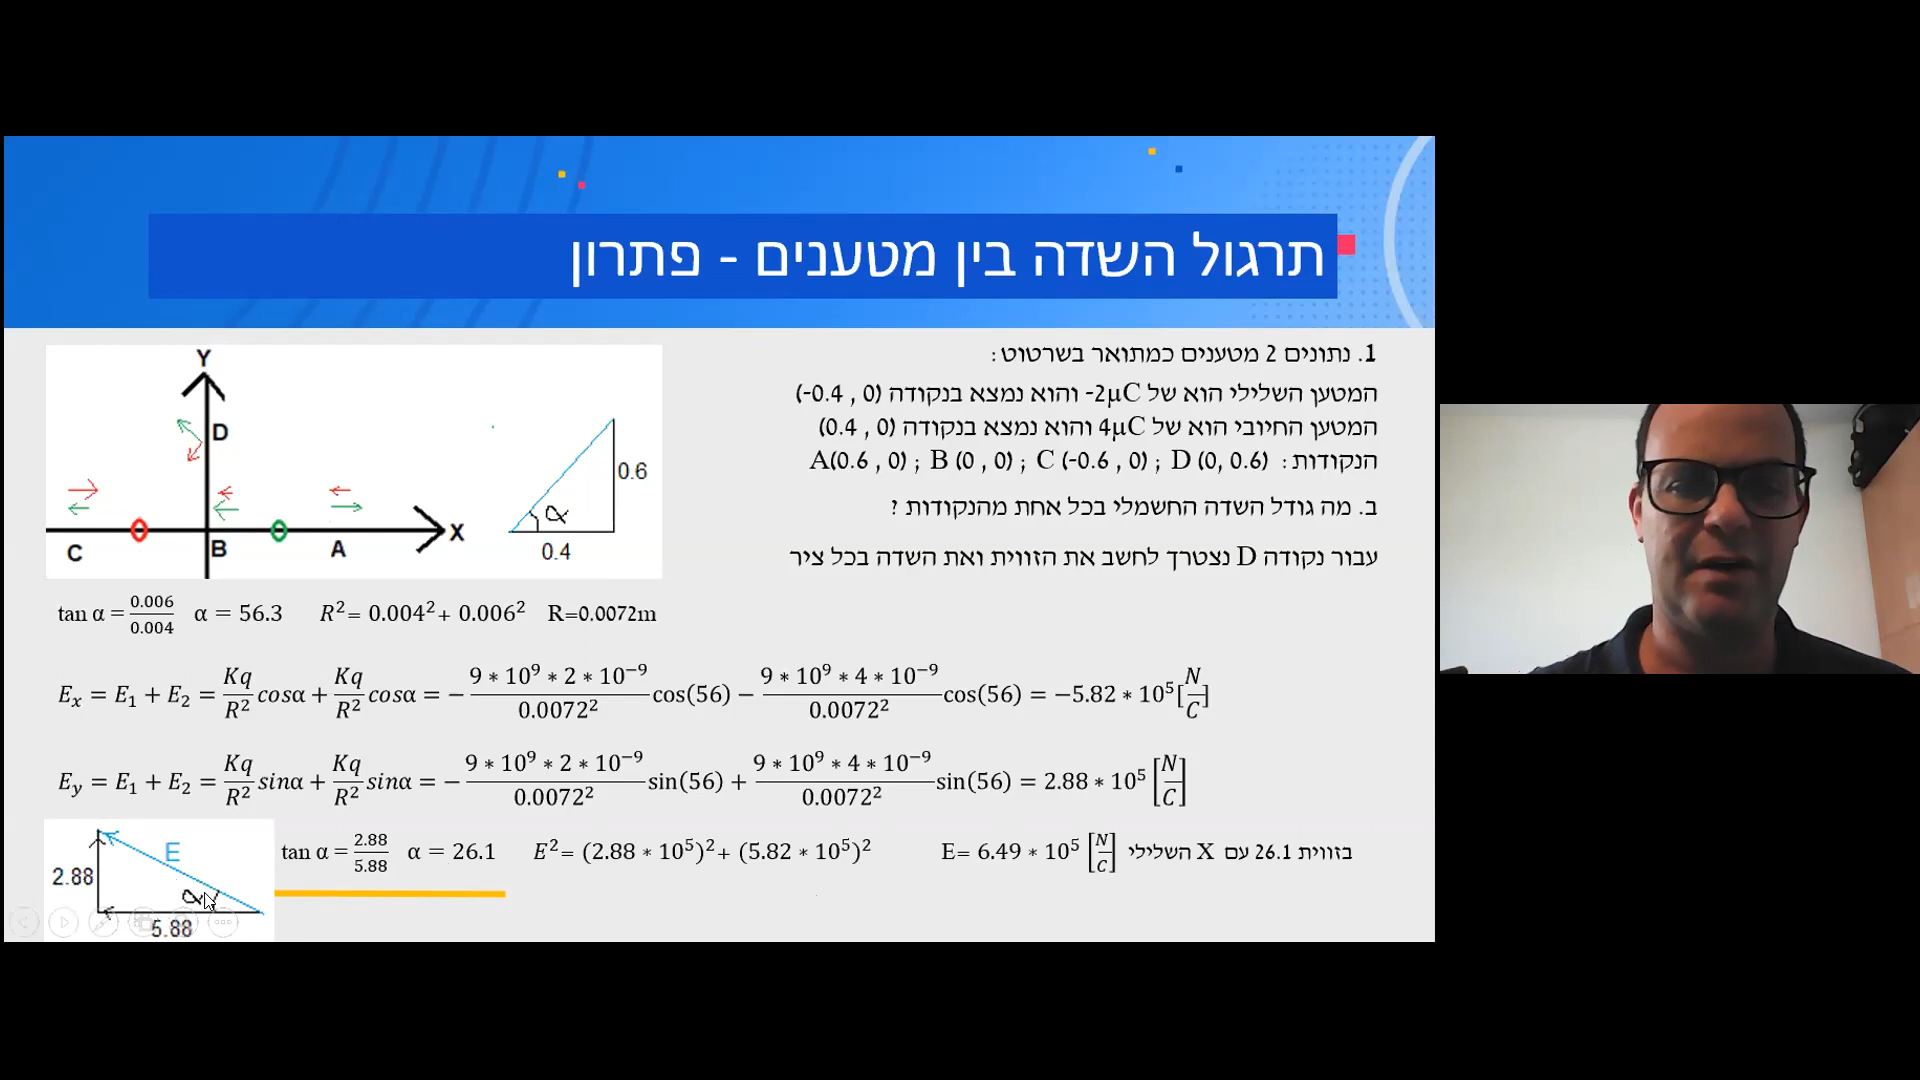 תרגול השדה בין מטענים - פתרון
1. נתונים 2 מטענים כמתואר בשרטוט:
המטען השלילי הוא של -2μC והוא נמצא בנקודה (-0.4 , 0)
המטען החיובי הוא של 4μC והוא נמצא בנקודה (0.4 , 0)
הנקודות: A(0.6 , 0) ; B (0 , 0) ; C (-0.6 , 0) ; D (0, 0.6)
ב. מה גודל השדה החשמלי בכל אחת מהנקודות ?
עבור נקודה D נצטרך לחשב את הזווית ואת השדה בכל ציר
Y
D
X
C
B
A
0.6
α
0.4
tan α = 0.006/0.004 α = 56.3 R²= 0.004²+ 0.006² R=0.0072m
Eₓ = E₁ + E₂ = Kq/R² cosα + Kq/R² cosα = − 9∗10⁹∗2∗10⁻⁹/0.0072² cos(56) − 9∗10⁹∗4∗10⁻⁹/0.0072² cos(56) = −5.82 ∗ 10⁵[N/C]
E_y = E₁ + E₂ = Kq/R² sinα + Kq/R² sinα = − 9∗10⁹∗2∗10⁻⁹/0.0072² sin(56) + 9∗10⁹∗4∗10⁻⁹/0.0072² sin(56) = 2.88 ∗ 10⁵ [N/C]
tan α = 2.88/5.88 α = 26.1 E²= (2.88 ∗ 10⁵)²+ (5.82 ∗ 10⁵)² E= 6.49 ∗ 10⁵ [N/C] בזווית 26.1 עם X השלילי
E
2.88
α
5.88